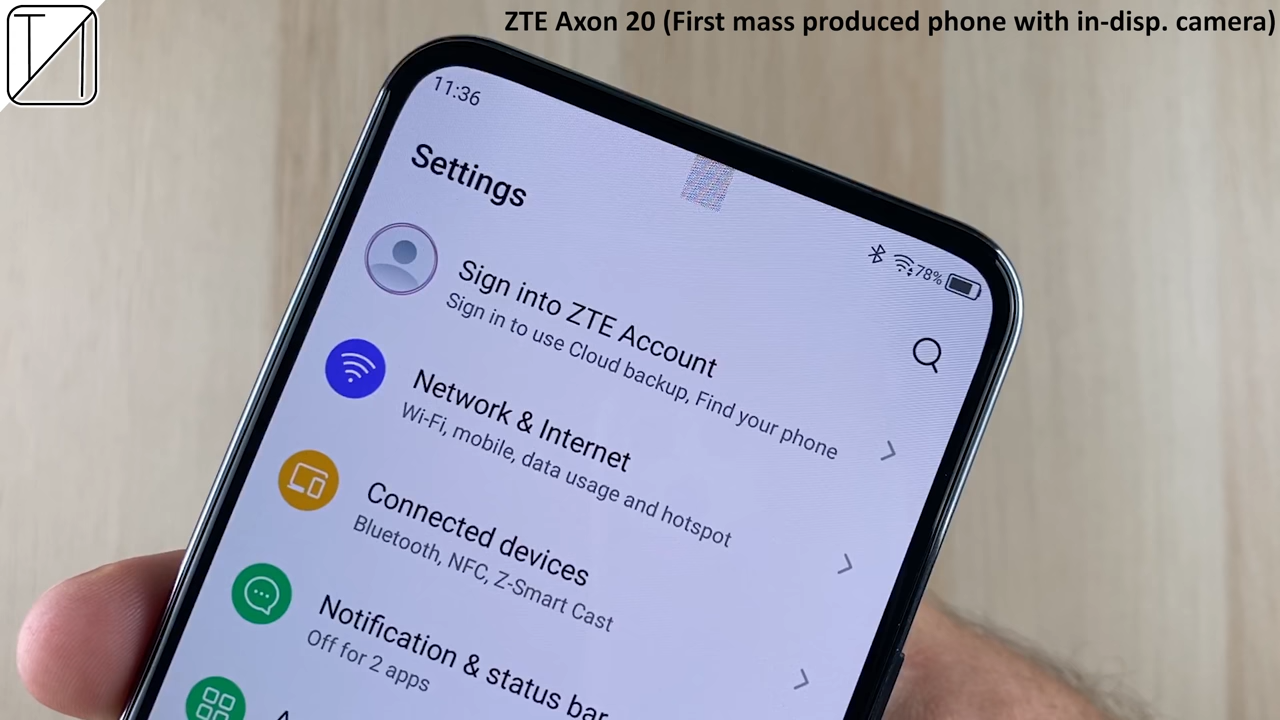 ZTE Axon 20 (First mass produced phone with in-disp. camera)
11:36
78%
Settings
Sign into ZTE Account
Sign in to use Cloud backup, Find your phone
Network & Internet
Wi-Fi, mobile, data usage and hotspot
Connected devices
Bluetooth, NFC, Z-Smart Cast
Notification & status bar
Off for 2 apps